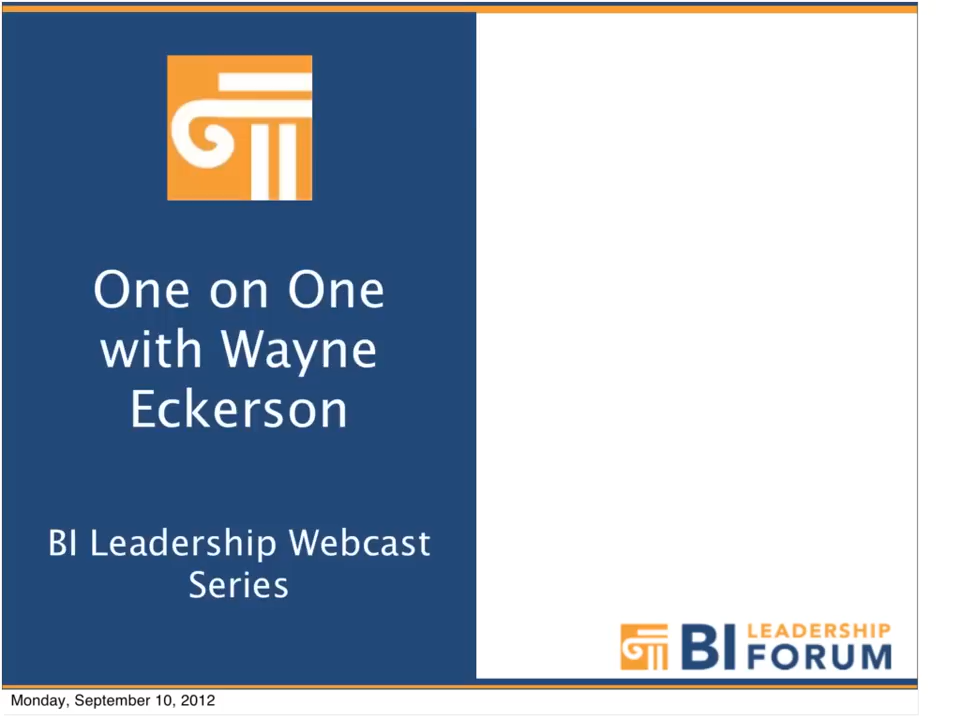 One on One
with Wayne
Eckerson
BI Leadership Webcast
Series
BI LEADERSHIP
FORUM
Monday, September 10, 2012